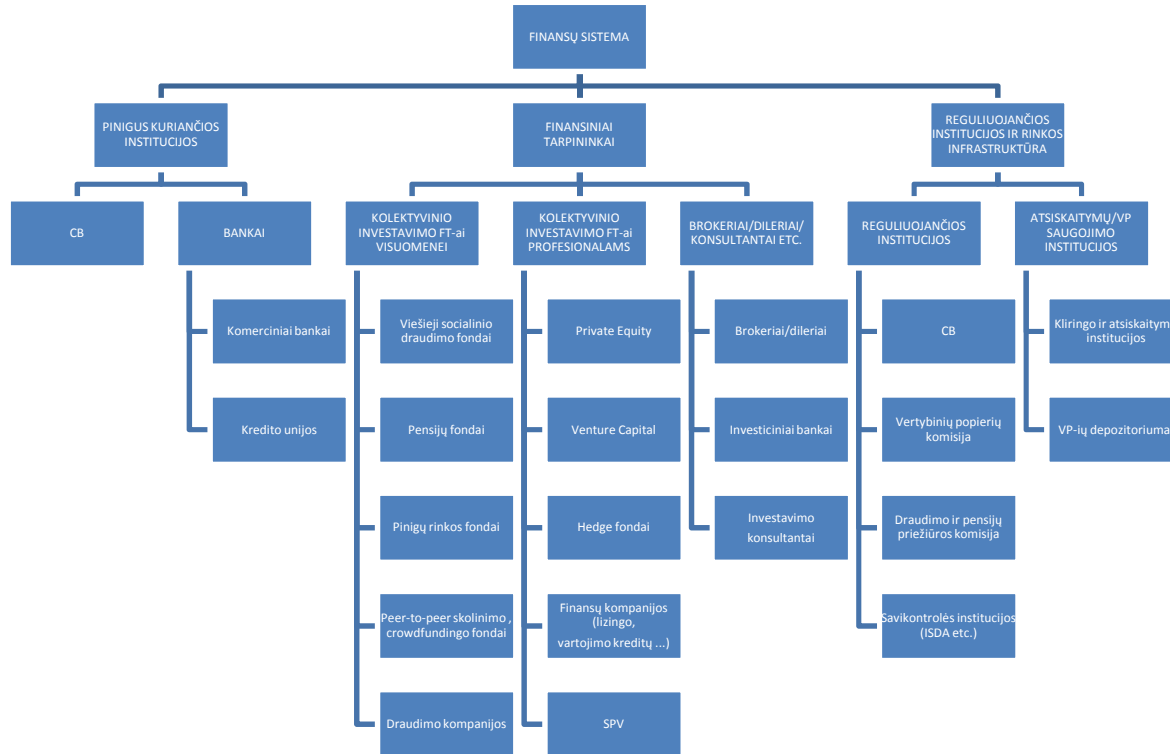 FINANSŲ SISTEMA
PINIGUS KURIANČIOS
INSTITUCIJOS
FINANSINIAI
TARPININKAI
REGULIUOJANČIOS
INSTITUCIJOS IR RINKOS
INFRASTRUKTŪRA
CB
BANKAI
KOLEKTYVINIO
INVESTAVIMO FT-ai
VISUOMENEI
KOLEKTYVINIO
INVESTAVIMO FT-ai
PROFESIONALAMS
BROKERIAI/DILERIAI/
KONSULTANTAI ETC.
REGULIUOJANČIOS
INSTITUCIJOS
ATSISKAITYMŲ/VP
SAUGOJIMO
INSTITUCIJOS
Komerciniai bankai
Kredito unijos
Viešieji socialinio
draudimo fondai
Pensijų fondai
Pinigų rinkos fondai
Peer-to-peer skolinimo ,
crowdfundingo fondai
Draudimo kompanijos
Private Equity
Venture Capital
Hedge fondai
Finansų kompanijos
(lizingo,
vartojimo kreditų ...)
SPV
Brokeriai/dileriai
Investiciniai bankai
Investavimo
konsultantai
CB
Vertybinių popierių
komisija
Draudimo ir pensijų
priežiūros komisija
Savikontrolės institucijos
(ISDA etc.)
Kliringo ir atsiskaitym
institucijos
VP-ių depozitoriuma